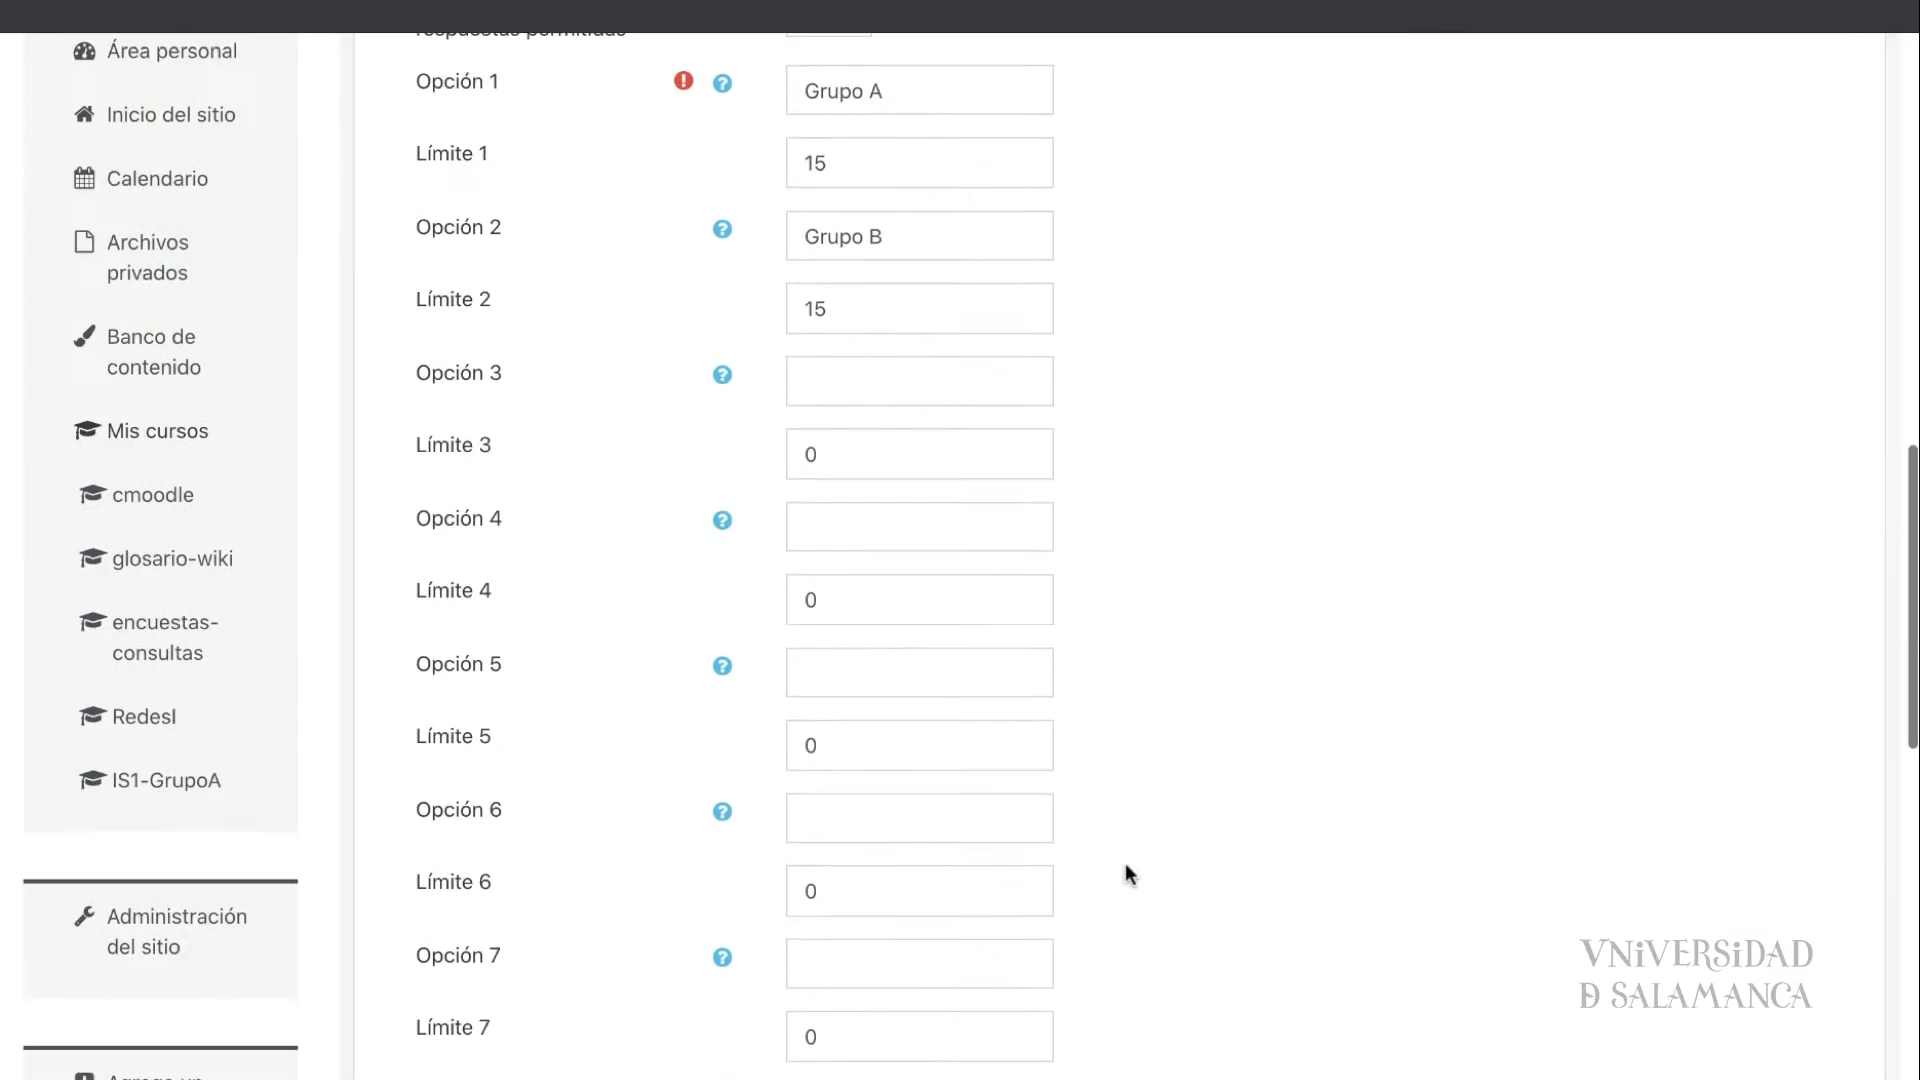 Área personal
Inicio del sitio
Calendario
Archivos
privados
Banco de
contenido
Mis cursos
cmoodle
glosario-wiki
encuestas-
consultas
RedesI
IS1-GrupoA
Administración
del sitio
respuestas permitidas
Opción 1
Grupo A
Límite 1
15
Opción 2
Grupo B
Límite 2
15
Opción 3
Límite 3
0
Opción 4
Límite 4
0
Opción 5
Límite 5
0
Opción 6
Límite 6
0
Opción 7
Límite 7
0
VNiVERSiDAD
Ð SALAMANCA